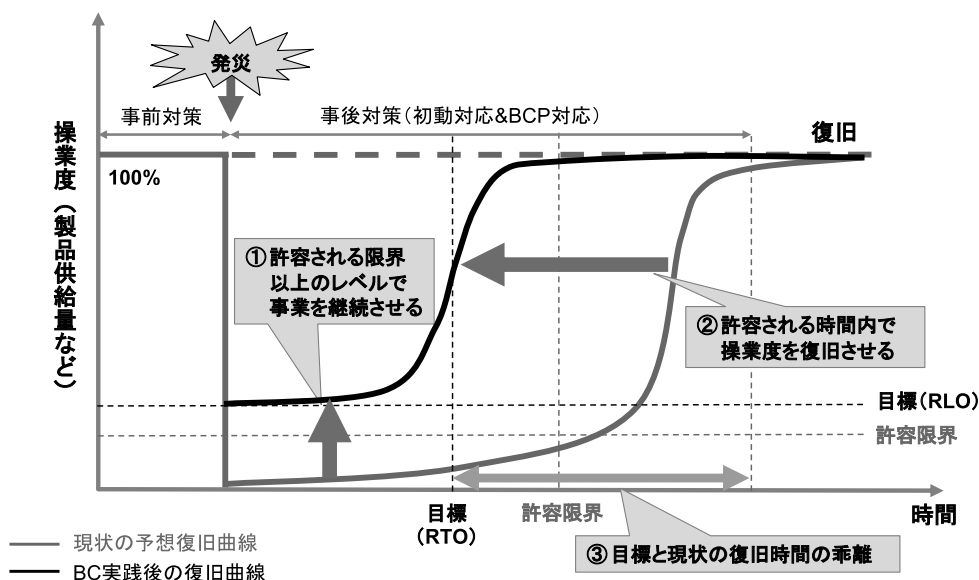 発災
事前対策
事後対策（初動対応&BCP対応）
復旧
操業度（製品供給量など）
100%
①許容される限界
以上のレベルで
事業を継続させる
②許容される時間内で
操業度を復旧させる
目標（RLO）
許容限界
目標
（RTO）
許容限界
時間
③目標と現状の復旧時間の乖離
現状の予想復旧曲線
BC実践後の復旧曲線